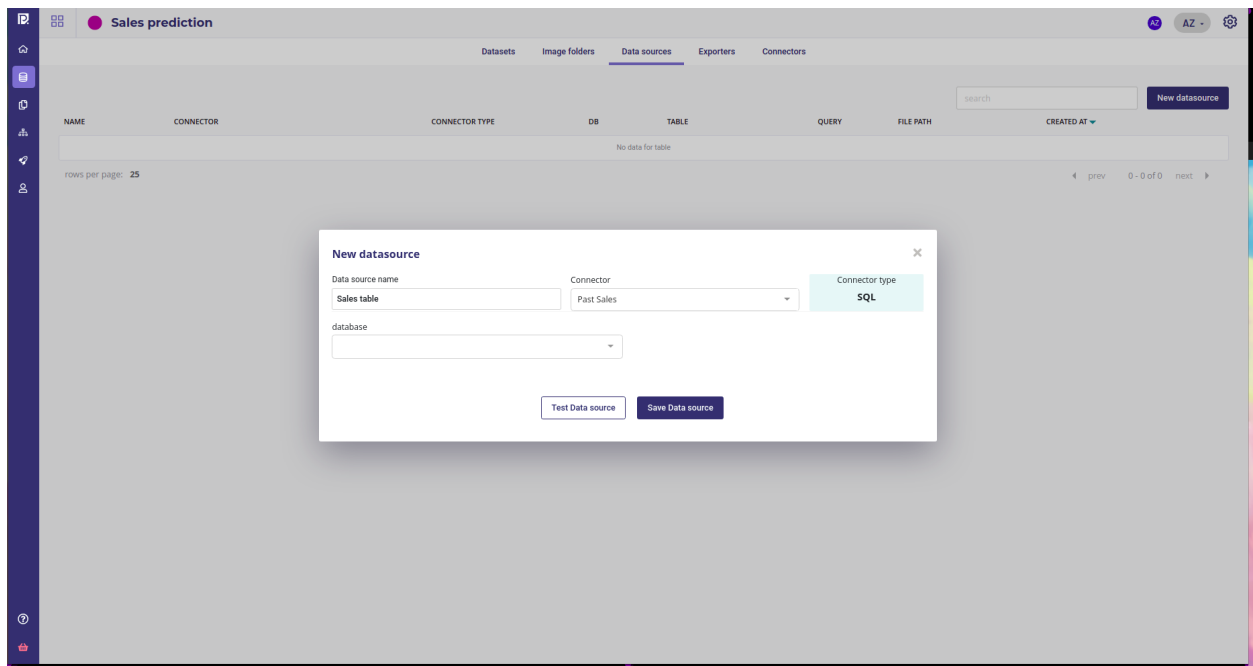 Sales prediction
AZ
AZ
Datasets Image folders Data sources Exporters Connectors
search
New datasource
NAME CONNECTOR CONNECTOR TYPE DB TABLE QUERY FILE PATH CREATED AT
No data for table
rows per page: 25
prev 0 - 0 of 0 next
New datasource
×
Data source name Connector Connector type
Sales table Past Sales SQL
database
Test Data source Save Data source